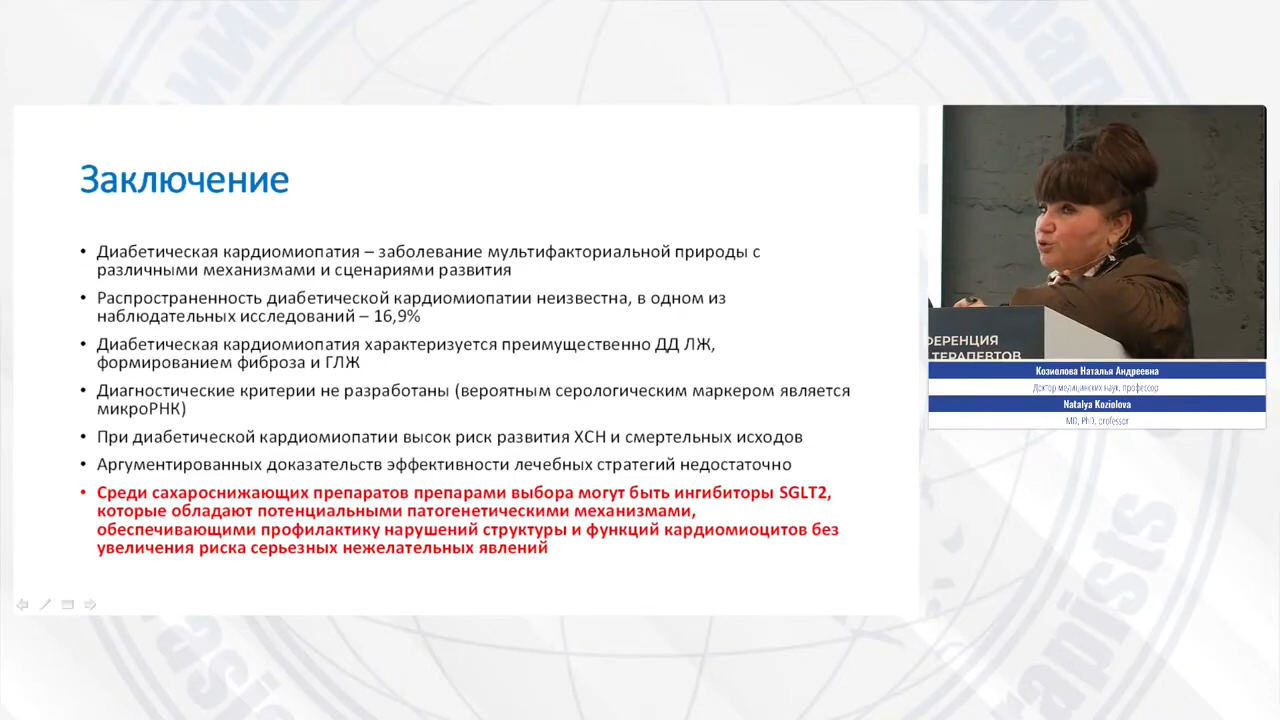 Заключение
• Диабетическая кардиомиопатия – заболевание мультифакториальной природы с
различными механизмами и сценариями развития
• Распространенность диабетической кардиомиопатии неизвестна, в одном из
наблюдательных исследований – 16,9%
• Диабетическая кардиомиопатия характеризуется преимущественно ДД ЛЖ,
формированием фиброза и ГЛЖ
• Диагностические критерии не разработаны (вероятным серологическим маркером является
микроРНК)
• При диабетической кардиомиопатии высок риск развития ХСН и смертельных исходов
• Аргументированных доказательств эффективности лечебных стратегий недостаточно
• Среди сахароснижающих препаратов препарами выбора могут быть ингибиторы SGLT2,
которые обладают потенциальными патогенетическими механизмами,
обеспечивающими профилактику нарушений структуры и функций кардиомиоцитов без
увеличения риска серьезных нежелательных явлений
ФЕРЕНЦИЯ
ТЕРАПЕВТОВ
Козиолова Наталья Андреевна
Доктор медицинских наук, профессор
Natalya Koziolova
MD, PhD, professor
rapists